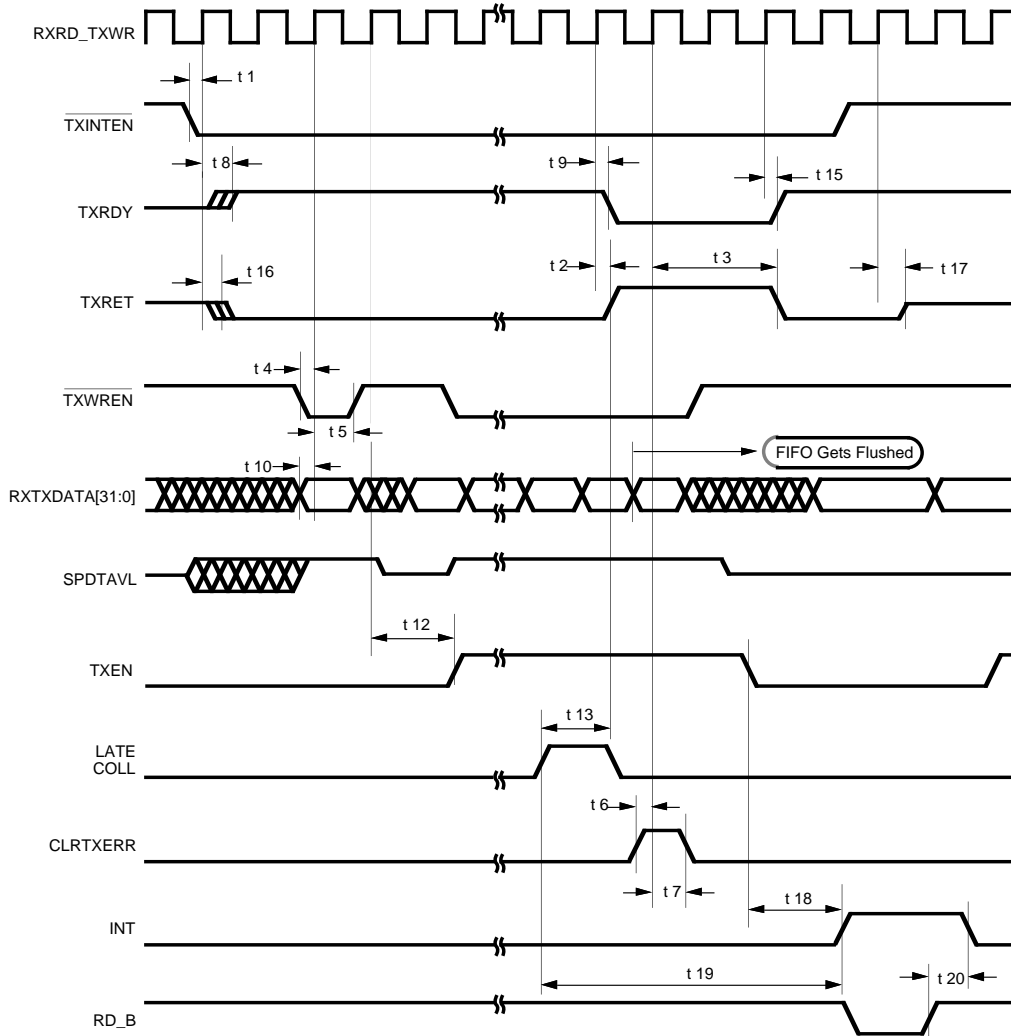 RXRD_TXWR
t 1
TXINTEN
t 8
t 9
t 15
TXRDY
t 16
t 2
t 3
t 17
TXRET
t 4
TXWREN
t 5
t 10
FIFO Gets Flushed
RXTXDATA[31:0]
SPDTAVL
t 12
TXEN
t 13
LATE
COLL
t 6
CLRTXERR
t 7
t 18
INT
t 19
t 20
RD_B